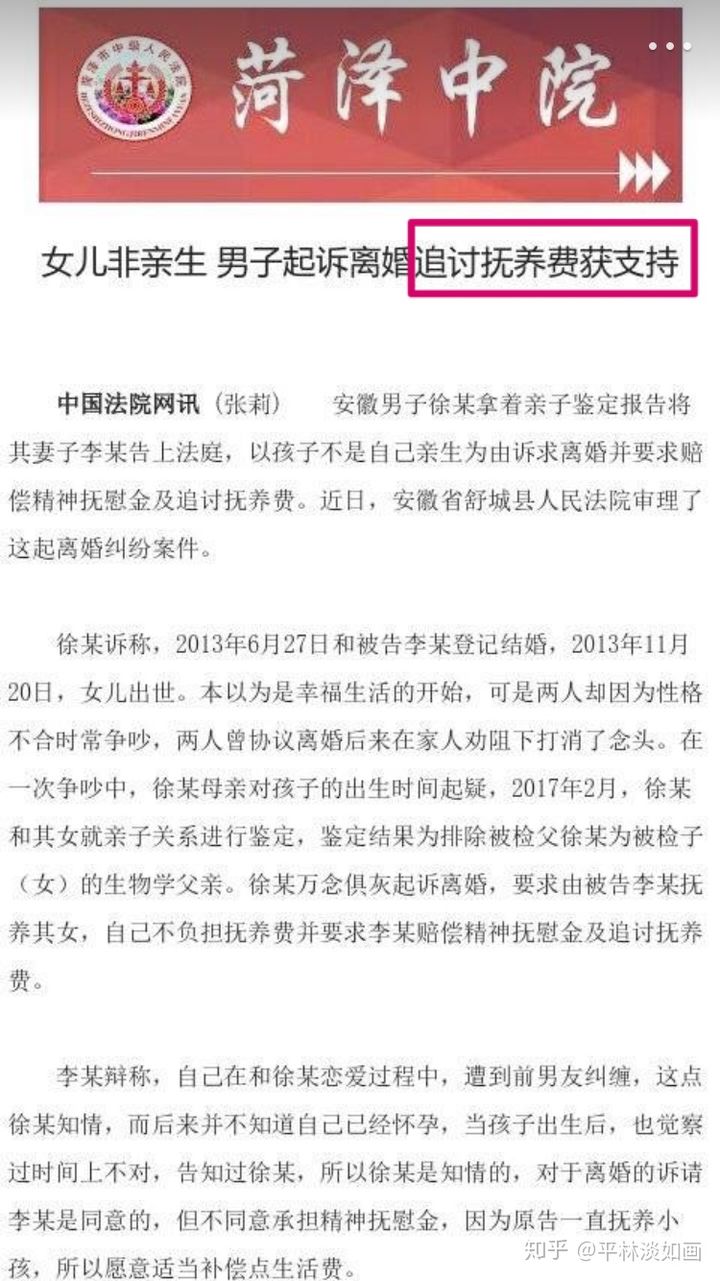 菏泽市中级人民法院
HEZESHIZHONGJIRENMINFAYUAN
菏泽中院
女儿非亲生 男子起诉离婚追讨抚养费获支持
中国法院网讯 (张莉)  安徽男子徐某拿着亲子鉴定报告将
其妻子李某告上法庭，以孩子不是自己亲生为由诉求离婚并要求赔
偿精神抚慰金及追讨抚养费。近日，安徽省舒城县人民法院审理了
这起离婚纠纷案件。
徐某诉称，2013年6月27日和被告李某登记结婚，2013年11月
20日，女儿出世。本以为是幸福生活的开始，可是两人却因为性格
不合时常争吵，两人曾协议离婚后来在家人劝阻下打消了念头。在
一次争吵中，徐某母亲对孩子的出生时间起疑，2017年2月，徐某
和其女就亲子关系进行鉴定，鉴定结果为排除被检父徐某为被检子
（女）的生物学父亲。徐某万念俱灰起诉离婚，要求由被告李某抚
养其女，自己不负担抚养费并要求李某赔偿精神抚慰金及追讨抚养
费。
李某辩称，自己在和徐某恋爱过程中，遭到前男友纠缠，这点
徐某知情，而后来并不知道自己已经怀孕，当孩子出生后，也觉察
过时间上不对，告知过徐某，所以徐某是知情的，对于离婚的诉请
李某是同意的，但不同意承担精神抚慰金，因为原告一直抚养小
孩，所以愿意适当补偿点生活费。
知乎 @平林淡如画